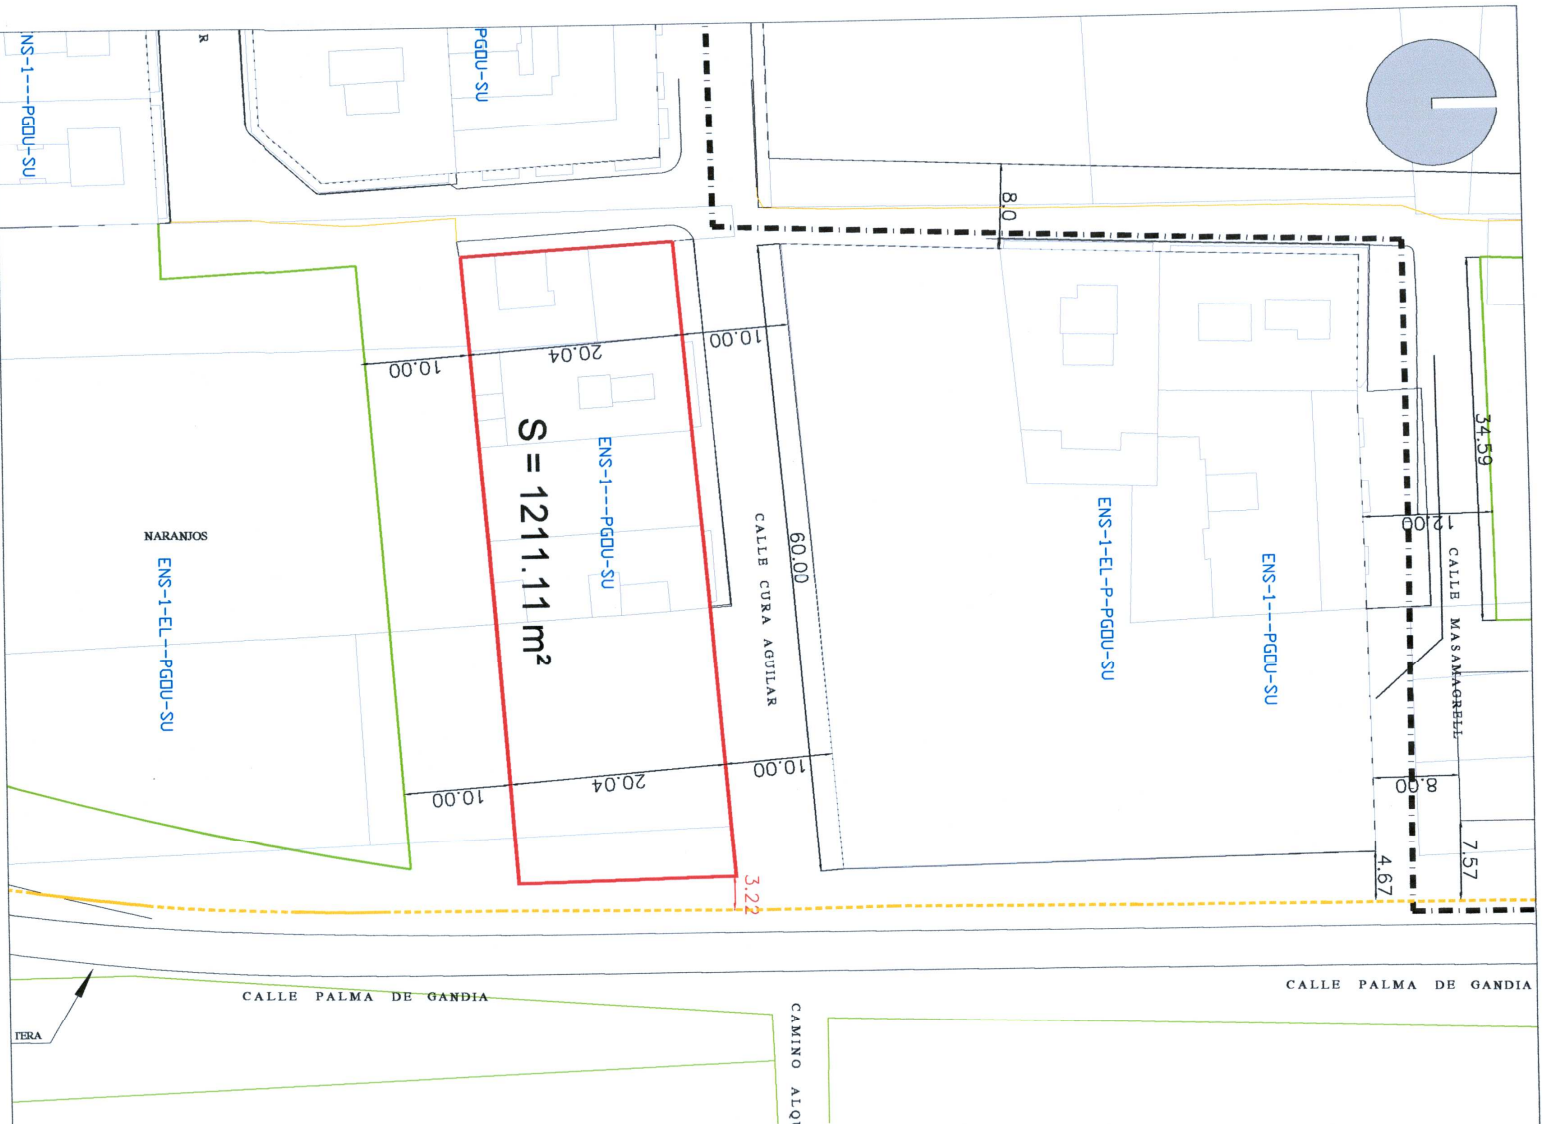 NS-1---PGOU-SU
R
PGOU-SU
8.0
10.00
20.04
10.00
34.59
S = 1211.11 m²
ENS-1---PGOU-SU
CALLE CURA AGUILAR
60.00
ENS-1-EL-P-PGOU-SU
ENS-1---PGOU-SU
12.00
CALLE MASAMAGRELL
NARANJOS
ENS-1-EL--PGOU-SU
10.00
20.04
10.00
8.00
7.57
4.67
3.22
CALLE PALMA DE GANDIA
CALLE PALMA DE GANDIA
TERA
CAMINO ALQU